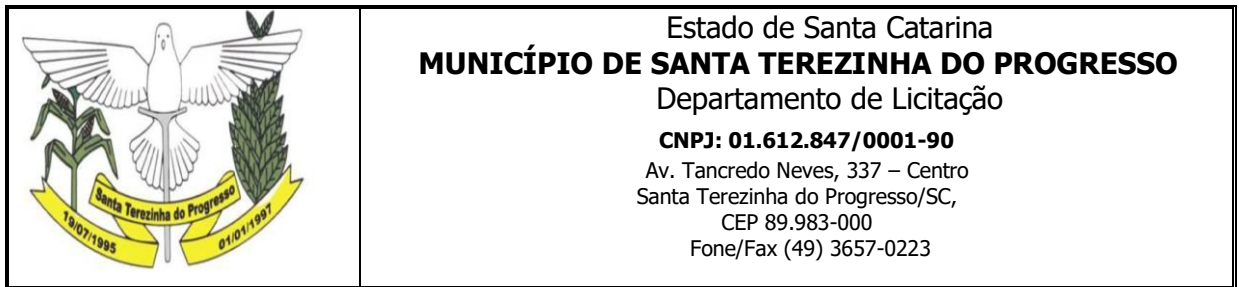 Santa Terezinha do Progresso
19/07/1995
01/01/1997
Estado de Santa Catarina
MUNICÍPIO DE SANTA TEREZINHA DO PROGRESSO
Departamento de Licitação
CNPJ: 01.612.847/0001-90
Av. Tancredo Neves, 337 – Centro
Santa Terezinha do Progresso/SC,
CEP 89.983-000
Fone/Fax (49) 3657-0223